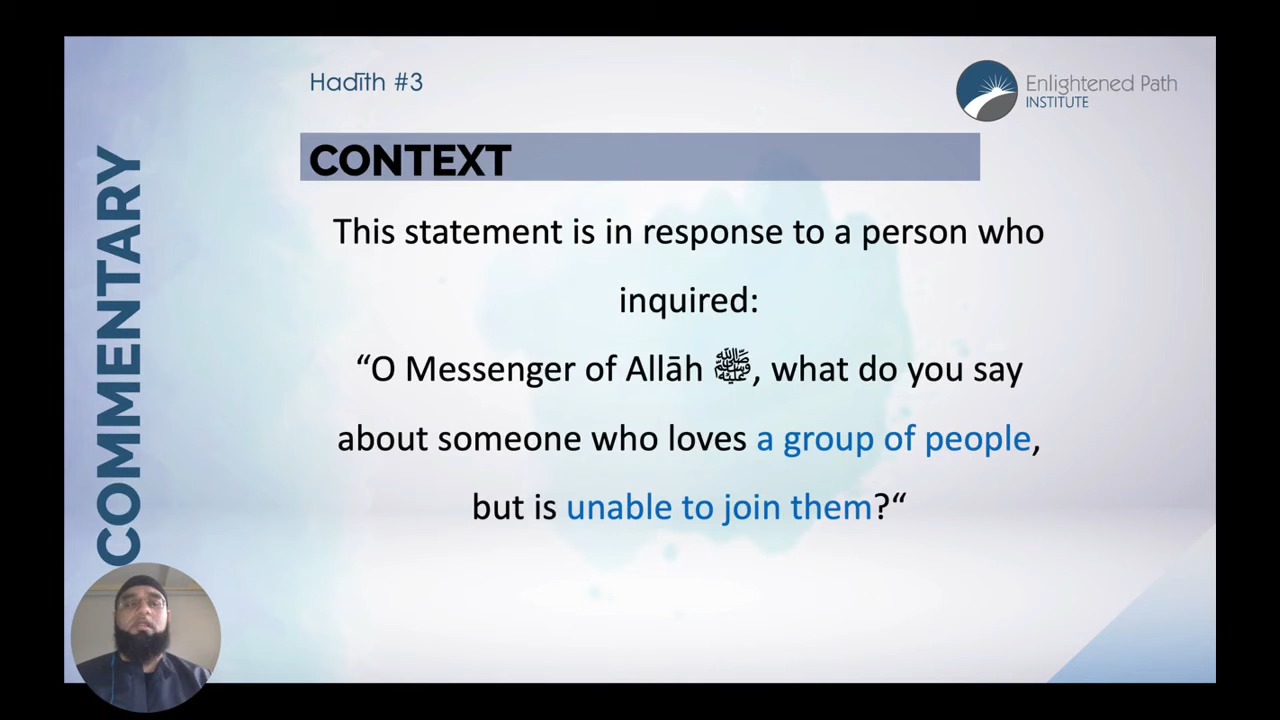 Hadīth #3
Enlightened Path
INSTITUTE
CONTEXT
COMMENTARY
This statement is in response to a person who
inquired:
“O Messenger of Allāh ﷺ, what do you say
about someone who loves a group of people,
but is unable to join them?“